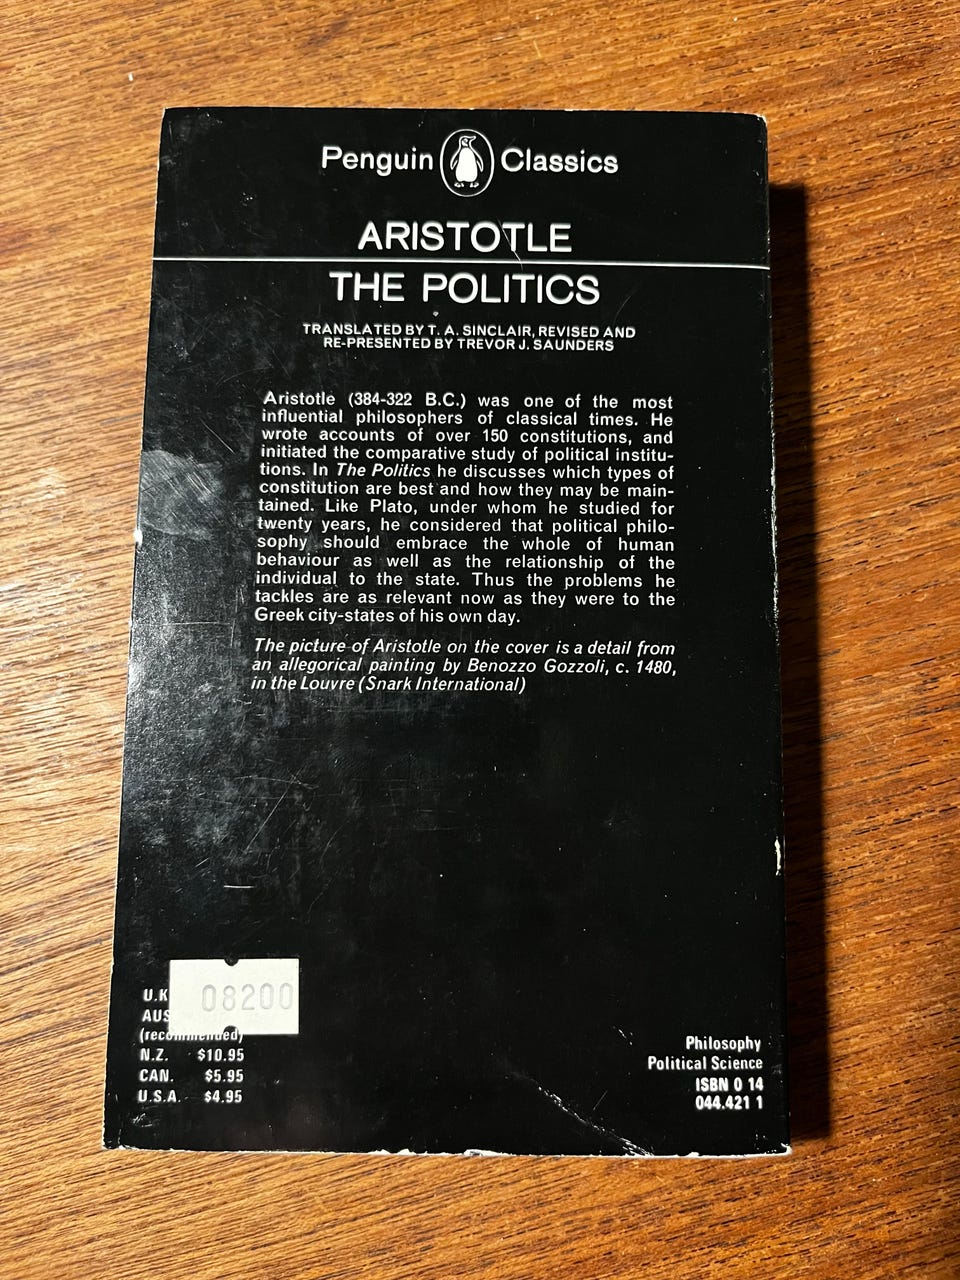 Penguin Classics
ARISTOTLE
THE POLITICS
TRANSLATED BY T. A. SINCLAIR, REVISED AND
RE-PRESENTED BY TREVOR J. SAUNDERS
Aristotle (384-322 B.C.) was one of the most
influential philosophers of classical times. He
wrote accounts of over 150 constitutions, and
initiated the comparative study of political institu-
tions. In The Politics he discusses which types of
constitution are best and how they may be main-
tained. Like Plato, under whom he studied for
twenty years, he considered that political philo-
sophy should embrace the whole of human
behaviour as well as the relationship of the
individual to the state. Thus the problems he
tackles are as relevant now as they were to the
Greek city-states of his own day.
The picture of Aristotle on the cover is a detail from
an allegorical painting by Benozzo Gozzoli, c. 1480,
in the Louvre (Snark International)
08200
U.K
AUS
(recommended)
N.Z. $10.95
CAN. $5.95
U.S.A. $4.95
Philosophy
Political Science
ISBN 0 14
044.421 1